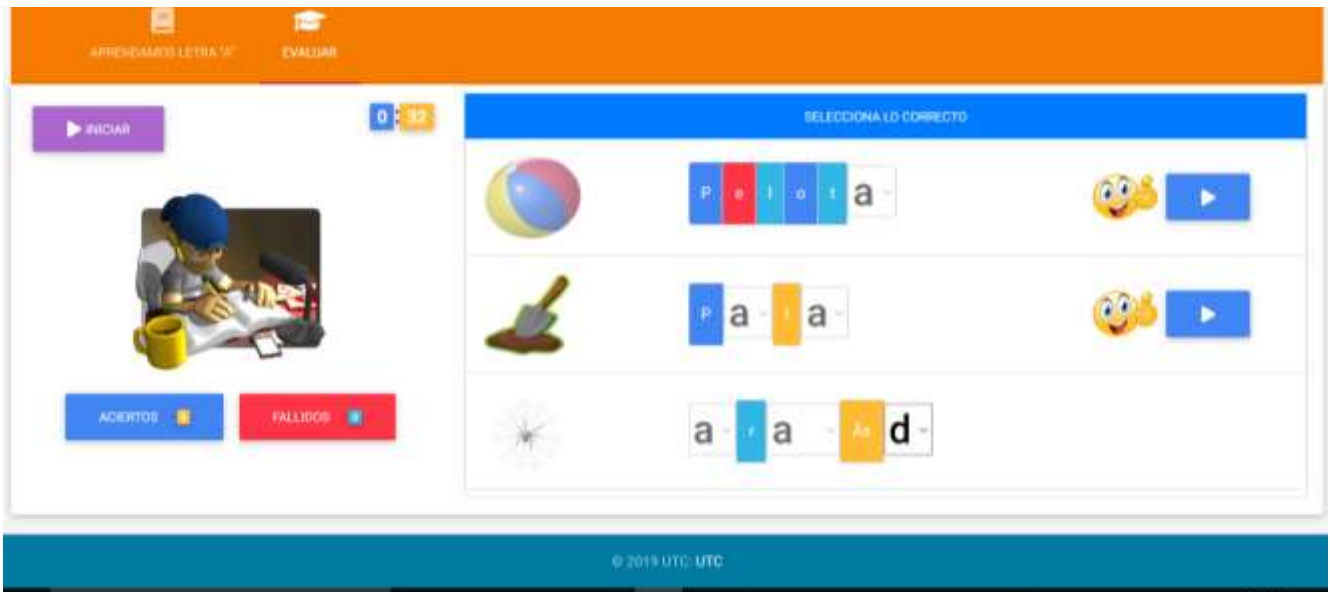 APRENDAMOS LETRA "A"
EVALUAR
INICIAR
0 : 32
SELECCIONA LO CORRECTO
P e l o t a
P a l a
a r a d
ACIERTOS
FALLIDOS
© 2019 UTC: UTC